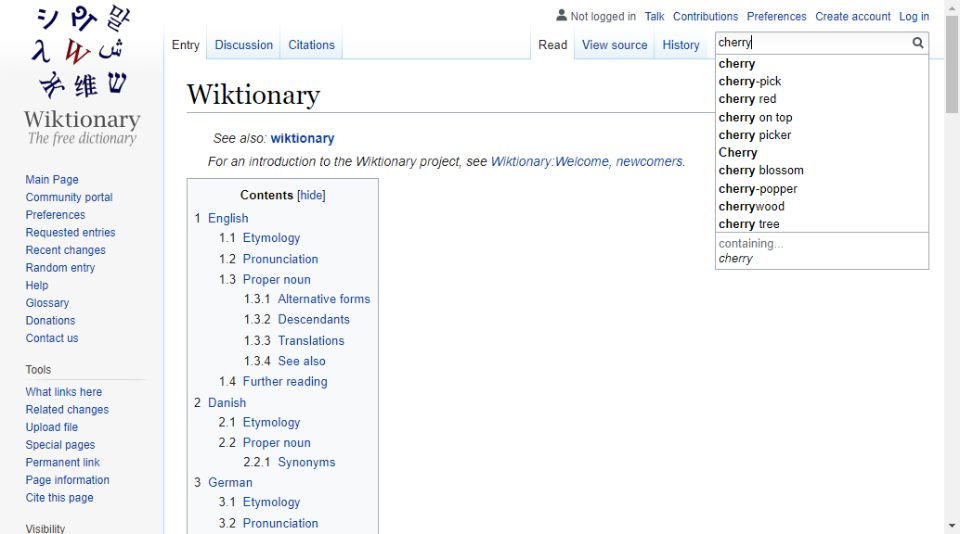 Not logged in Talk Contributions Preferences Create account Log in
Entry Discussion Citations Read View source History cherry
シ 말
λ W ش
维 ש
Wiktionary
The free dictionary
Main Page
Community portal
Preferences
Requested entries
Recent changes
Random entry
Help
Glossary
Donations
Contact us
Tools
What links here
Related changes
Upload file
Special pages
Permanent link
Page information
Cite this page
Visibility
Wiktionary
See also: wiktionary
For an introduction to the Wiktionary project, see Wiktionary:Welcome, newcomers.
Contents [hide]
1 English
1.1 Etymology
1.2 Pronunciation
1.3 Proper noun
1.3.1 Alternative forms
1.3.2 Descendants
1.3.3 Translations
1.3.4 See also
1.4 Further reading
2 Danish
2.1 Etymology
2.2 Proper noun
2.2.1 Synonyms
3 German
3.1 Etymology
3.2 Pronunciation
cherry
cherry-pick
cherry red
cherry on top
cherry picker
Cherry
cherry blossom
cherry-popper
cherrywood
cherry tree
containing...
cherry